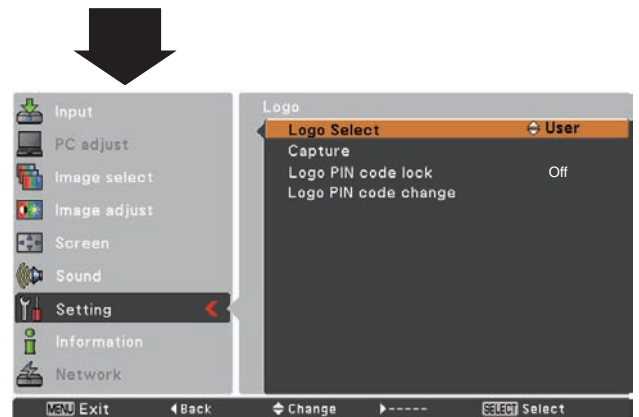 Input
PC adjust
Image select
Image adjust
Screen
Sound
Setting
Information
Network
Logo
Logo Select User
Capture
Logo PIN code lock Off
Logo PIN code change
MENU Exit Back Change ----- SELECT Select